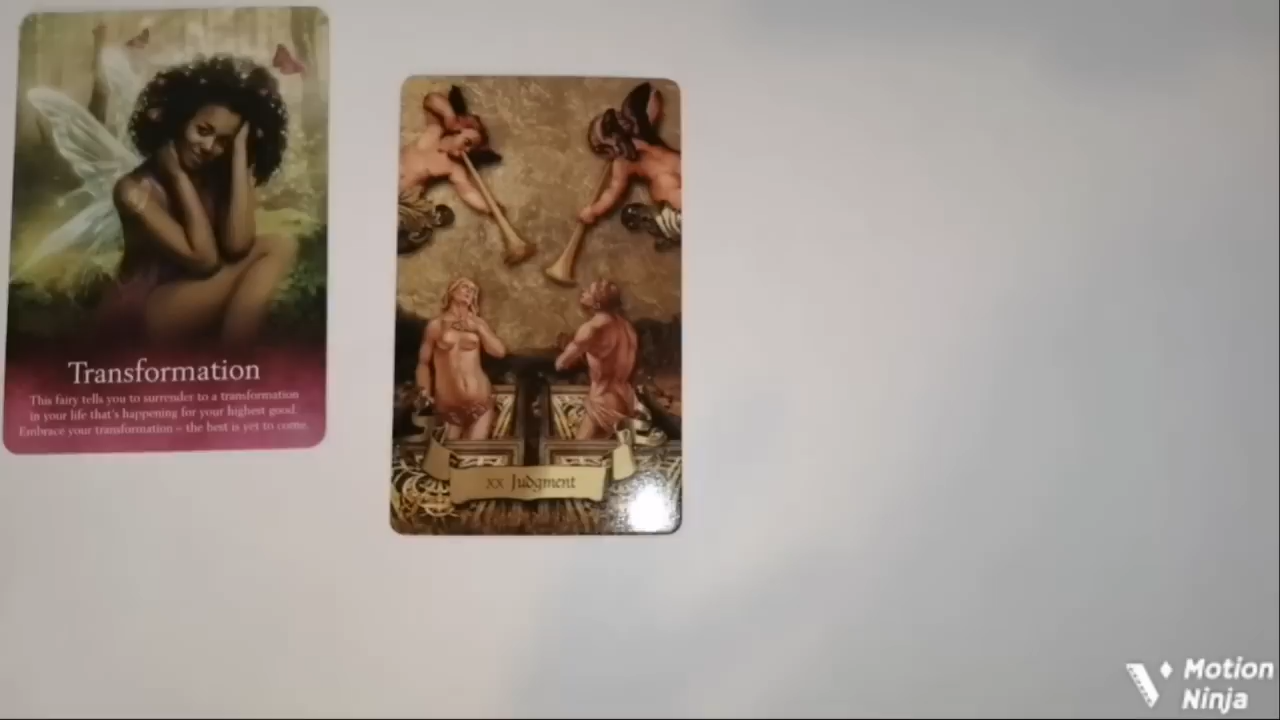 Transformation
This fairy tells you to surrender to a transformation
in your life that's happening for your highest good.
Embrace your transformation – the best is yet to come.
XX Judgment
Motion
Ninja